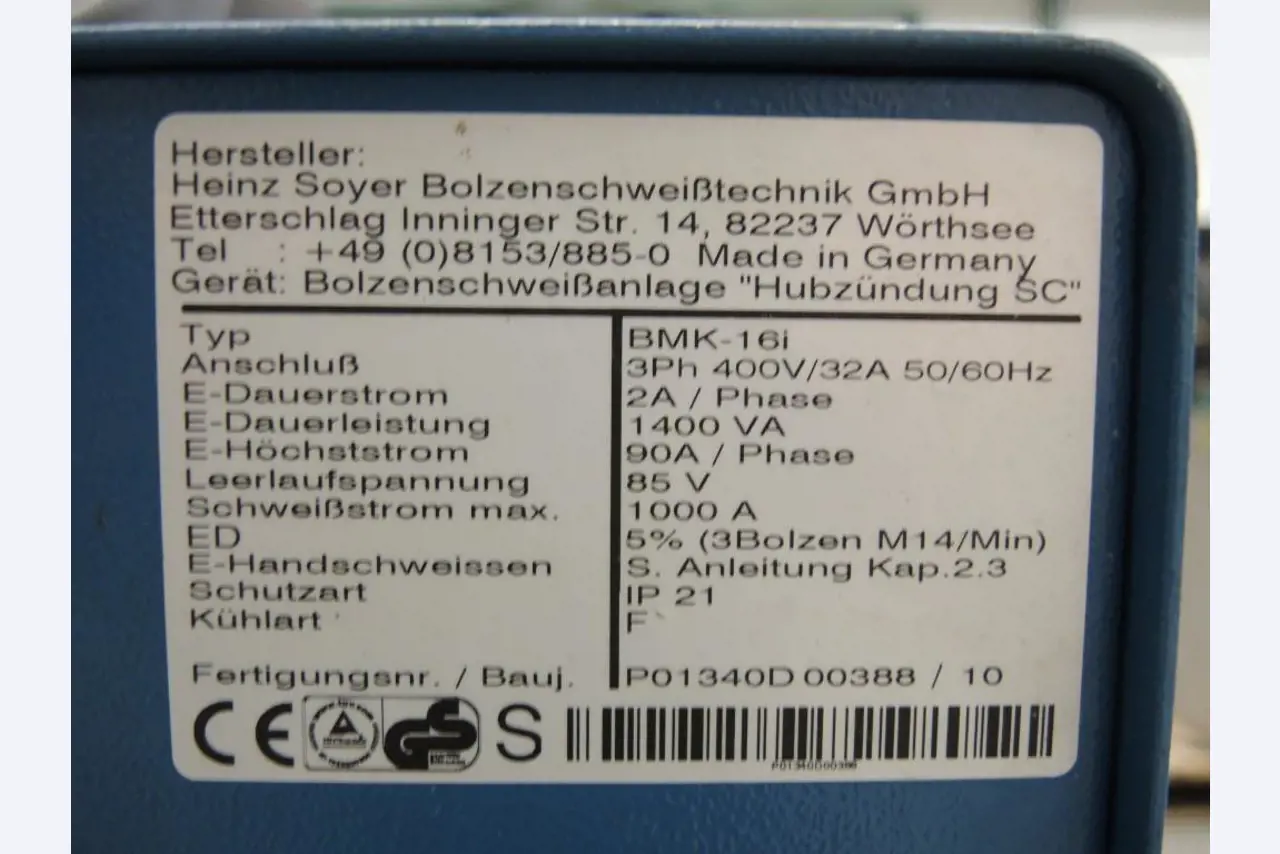 Hersteller:
Heinz Soyer Bolzenschweißtechnik GmbH
Etterschlag Inninger Str. 14, 82237 Wörthsee
Tel : +49 (0)8153/885-0 Made in Germany
Gerät: Bolzenschweißanlage "Hubzündung SC"
Typ BMK-16i
Anschluß 3Ph 400V/32A 50/60Hz
E-Dauerstrom 2A / Phase
E-Dauerleistung 1400 VA
E-Höchststrom 90A / Phase
Leerlaufspannung 85 V
Schweißstrom max. 1000 A
ED 5% (3Bolzen M14/Min)
E-Handschweissen S. Anleitung Kap.2.3
Schutzart IP 21
Kühlart F
Fertigungsnr. / Bauj. P01340D 00388 / 10
CE GS S
P01340D00388